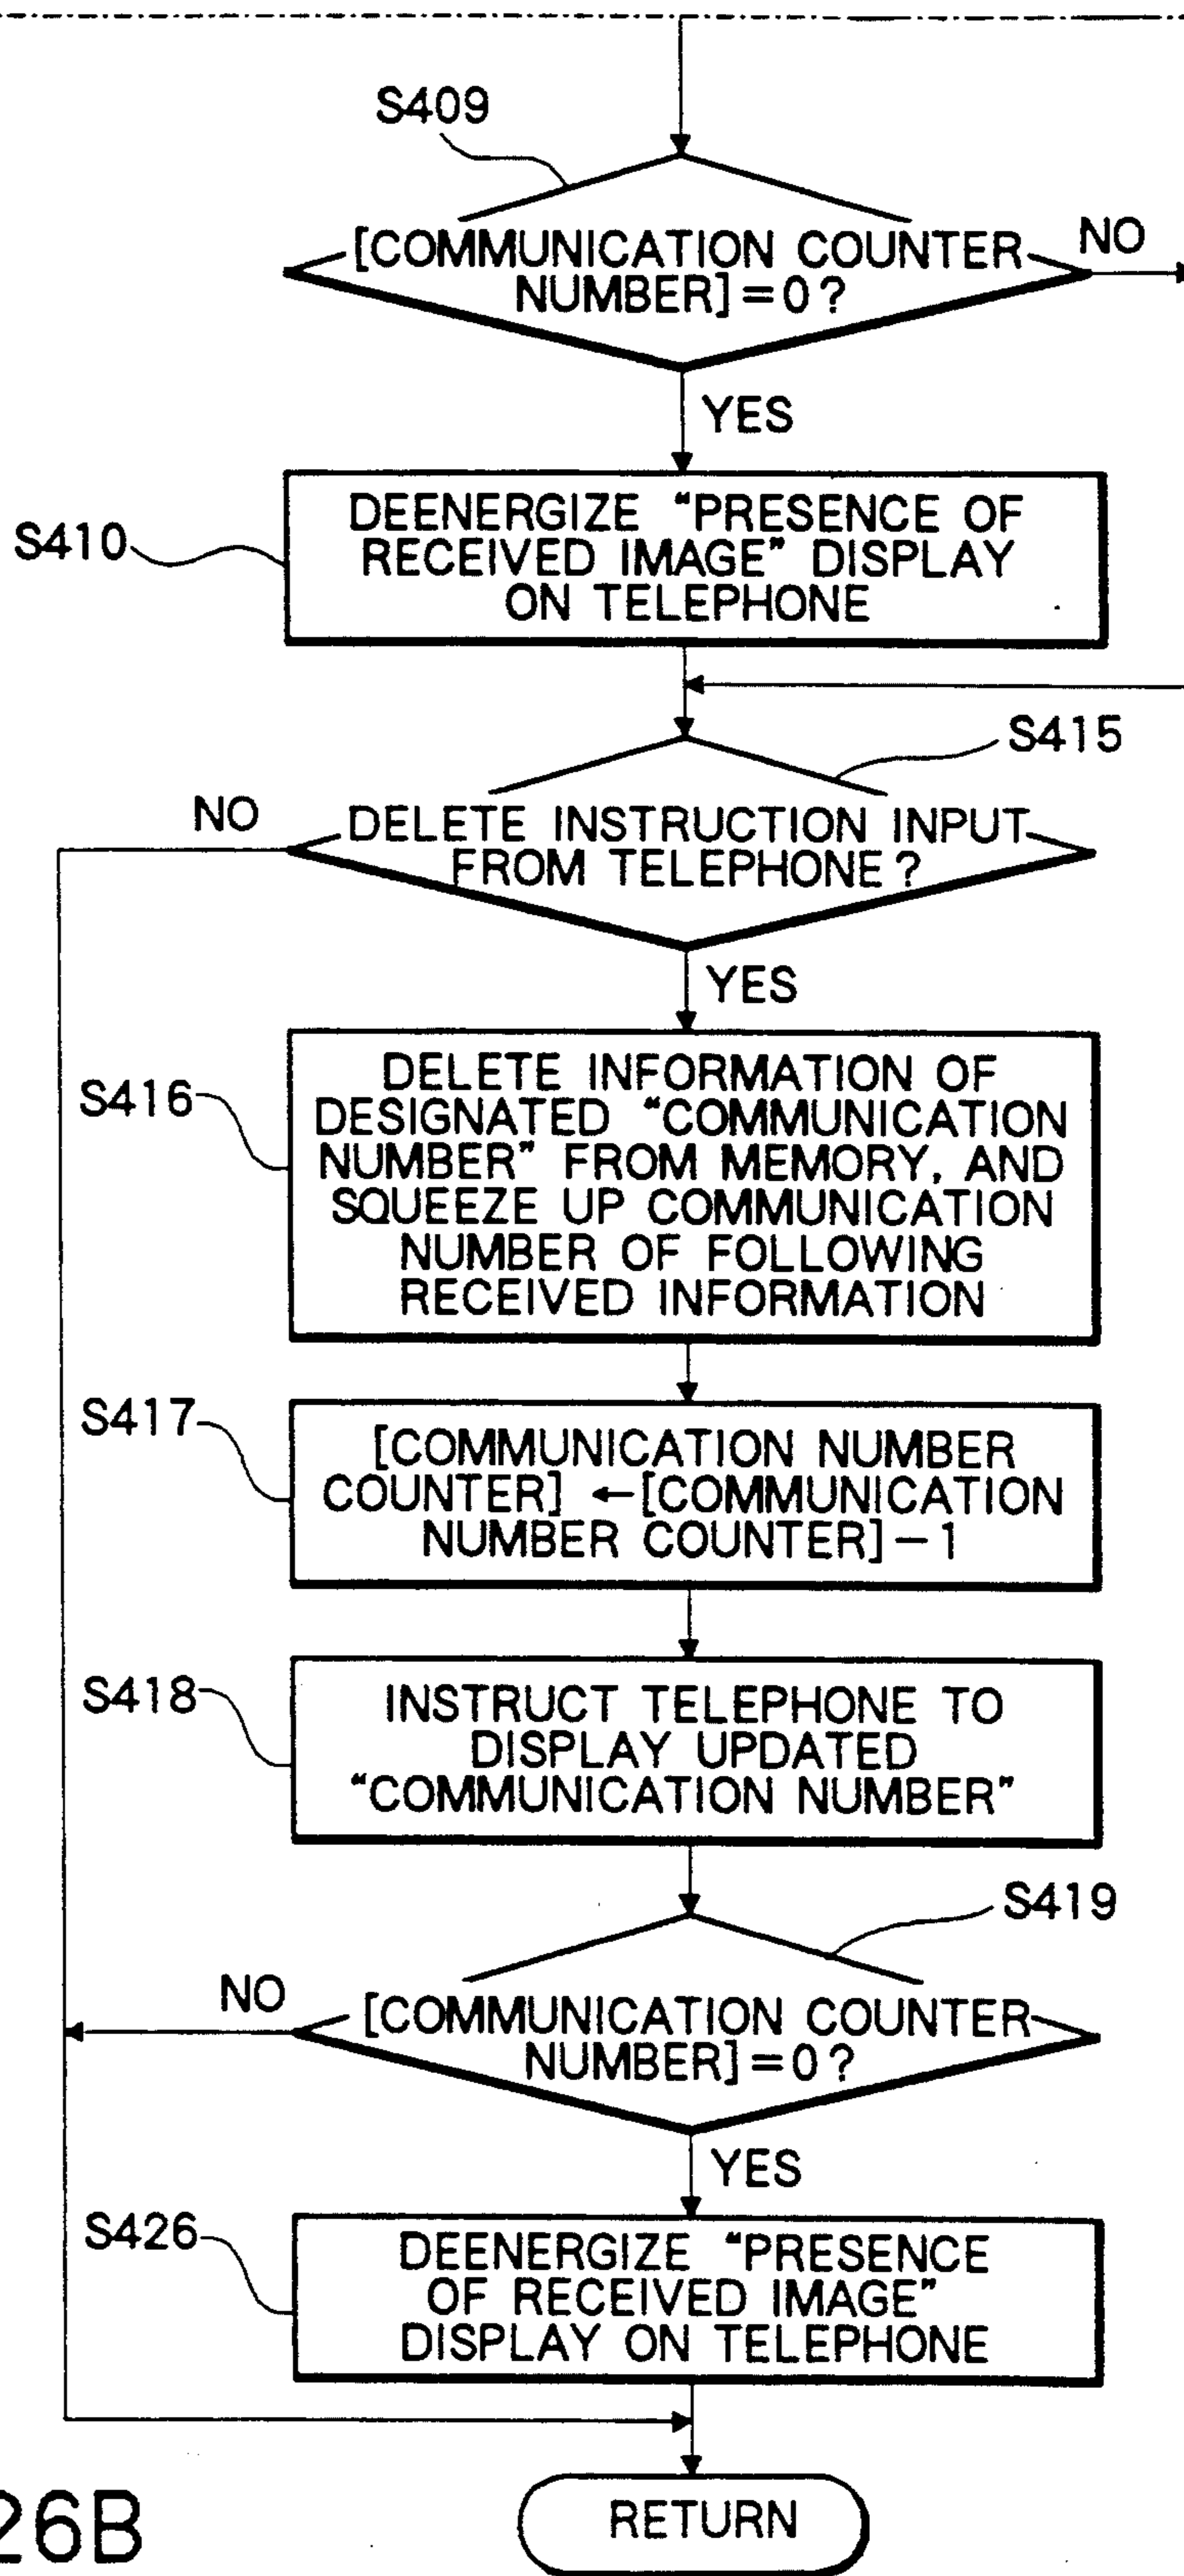 S409
[COMMUNICATION COUNTER
NUMBER]=0?
NO
YES
S410
DEENERGIZE "PRESENCE OF
RECEIVED IMAGE" DISPLAY
ON TELEPHONE
S415
NO
DELETE INSTRUCTION INPUT
FROM TELEPHONE?
YES
S416
DELETE INFORMATION OF
DESIGNATED "COMMUNICATION
NUMBER" FROM MEMORY, AND
SQUEEZE UP COMMUNICATION
NUMBER OF FOLLOWING
RECEIVED INFORMATION
S417
[COMMUNICATION NUMBER
COUNTER] ←[COMMUNICATION
NUMBER COUNTER]-1
S418
INSTRUCT TELEPHONE TO
DISPLAY UPDATED
"COMMUNICATION NUMBER"
S419
NO
[COMMUNICATION COUNTER
NUMBER]=0?
YES
S426
DEENERGIZE "PRESENCE
OF RECEIVED IMAGE"
DISPLAY ON TELEPHONE
RETURN
26B